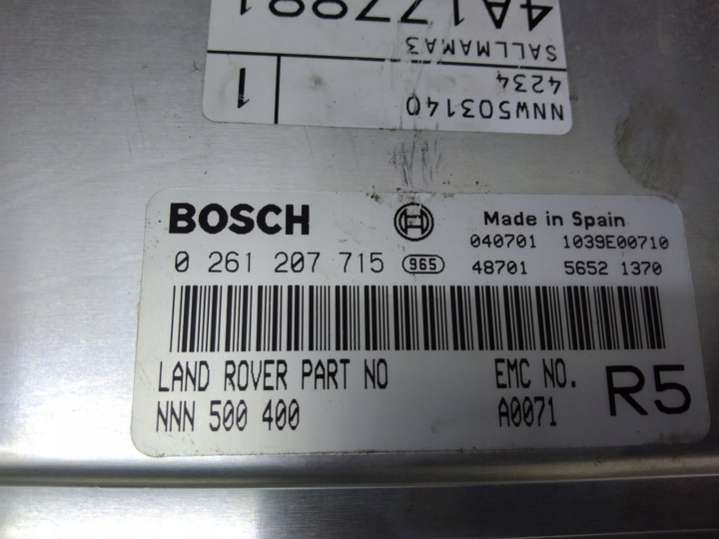 4A177991
SALLMAMA3
4234
NNW503140
1
BOSCH
Made in Spain
040701 1039E00710
0 261 207 715 965
48701 5652 1370
LAND ROVER PART NO
EMC NO.
R5
NNN 500 400
A0071